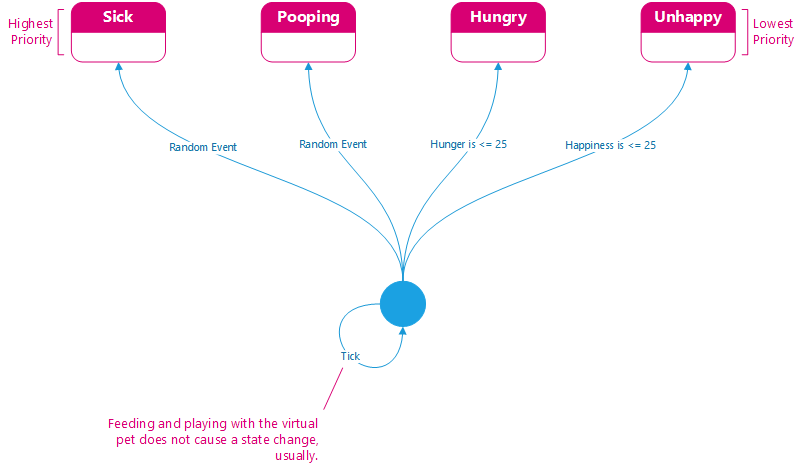 Highest
Priority
Sick
Pooping
Hungry
Unhappy
Lowest
Priority
Random Event
Random Event
Hunger is <= 25
Happiness is <= 25
Tick
Feeding and playing with the virtual
pet does not cause a state change,
usually.